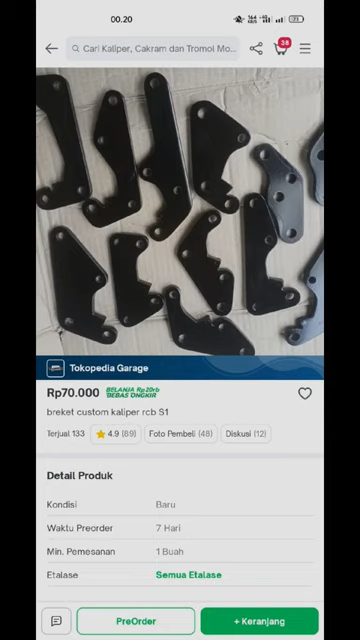 00.20
Cari Kaliper, Cakram dan Tromol Mo...
38
Tokopedia Garage
Rp70.000
BELANJA Rp20rb
BEBAS ONGKIR
breket custom kaliper rcb S1
Terjual 133
4.9 (89)
Foto Pembeli (48)
Diskusi (12)
Detail Produk
Kondisi
Baru
Waktu Preorder
7 Hari
Min. Pemesanan
1 Buah
Etalase
Semua Etalase
PreOrder
+ Keranjang